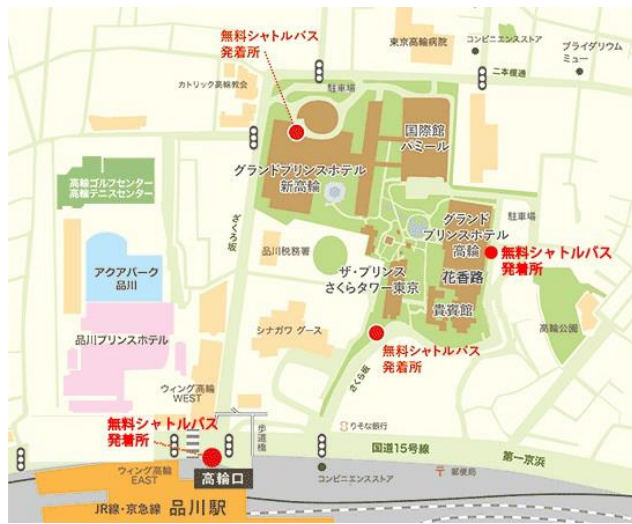 無料シャトルバス
発着所
東京高輪病院
コンビニエンスストア
プライダリウム
ミュー
二本榎通
カトリック高輪教会
駐車場
国際館
パミール
グランドプリンスホテル
新高輪
高輪ゴルフセンター
高輪テニスセンター
ざくろ坂
グランド
プリンスホテル
高輪
駐車場
無料シャトルバス
発着所
品川税務署
アクアパーク
品川
ザ・プリンス
さくらタワー東京
花香路
貴賓館
シナガワ グース
高輪公園
品川プリンスホテル
無料シャトルバス
発着所
さくら坂
ウィング高輪
WEST
無料シャトルバス
発着所
歩道橋
りそな銀行
国道15号線
第一京浜
ウィング高輪
EAST
高輪口
コンビニエンスストア
郵便局
JR線・京急線 品川駅